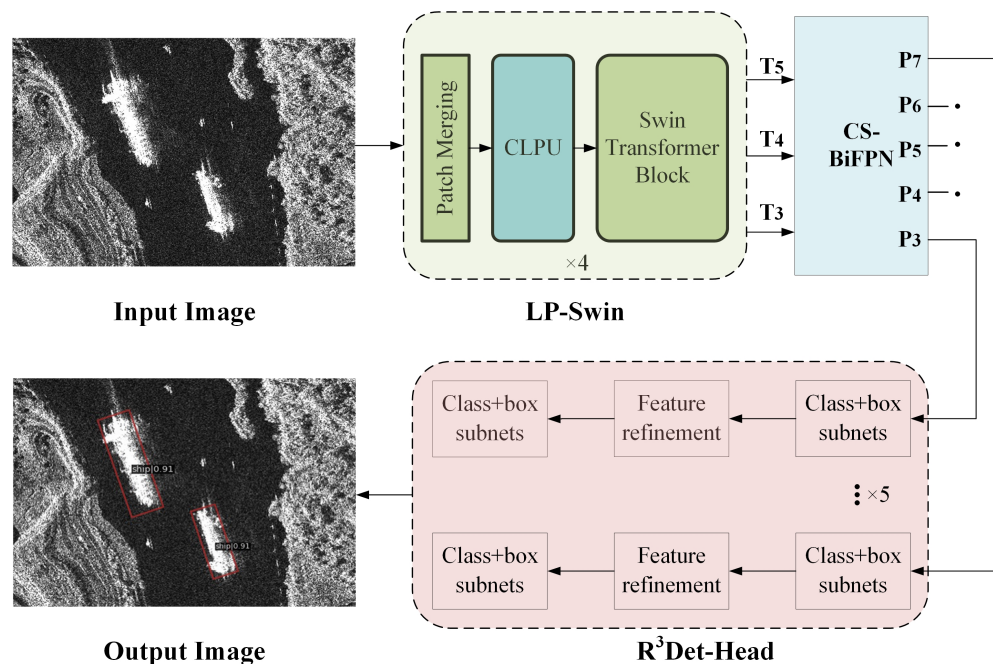 Patch Merging
CLPU
Swin
Transformer
Block
×4
T5
T4
T3
CS-
BiFPN
P7
P6
P5
P4
P3
Input Image
LP-Swin
Class+box
subnets
Feature
refinement
Class+box
subnets
×5
Class+box
subnets
Feature
refinement
Class+box
subnets
ship|0.91
ship|0.91
Output Image
R³Det-Head